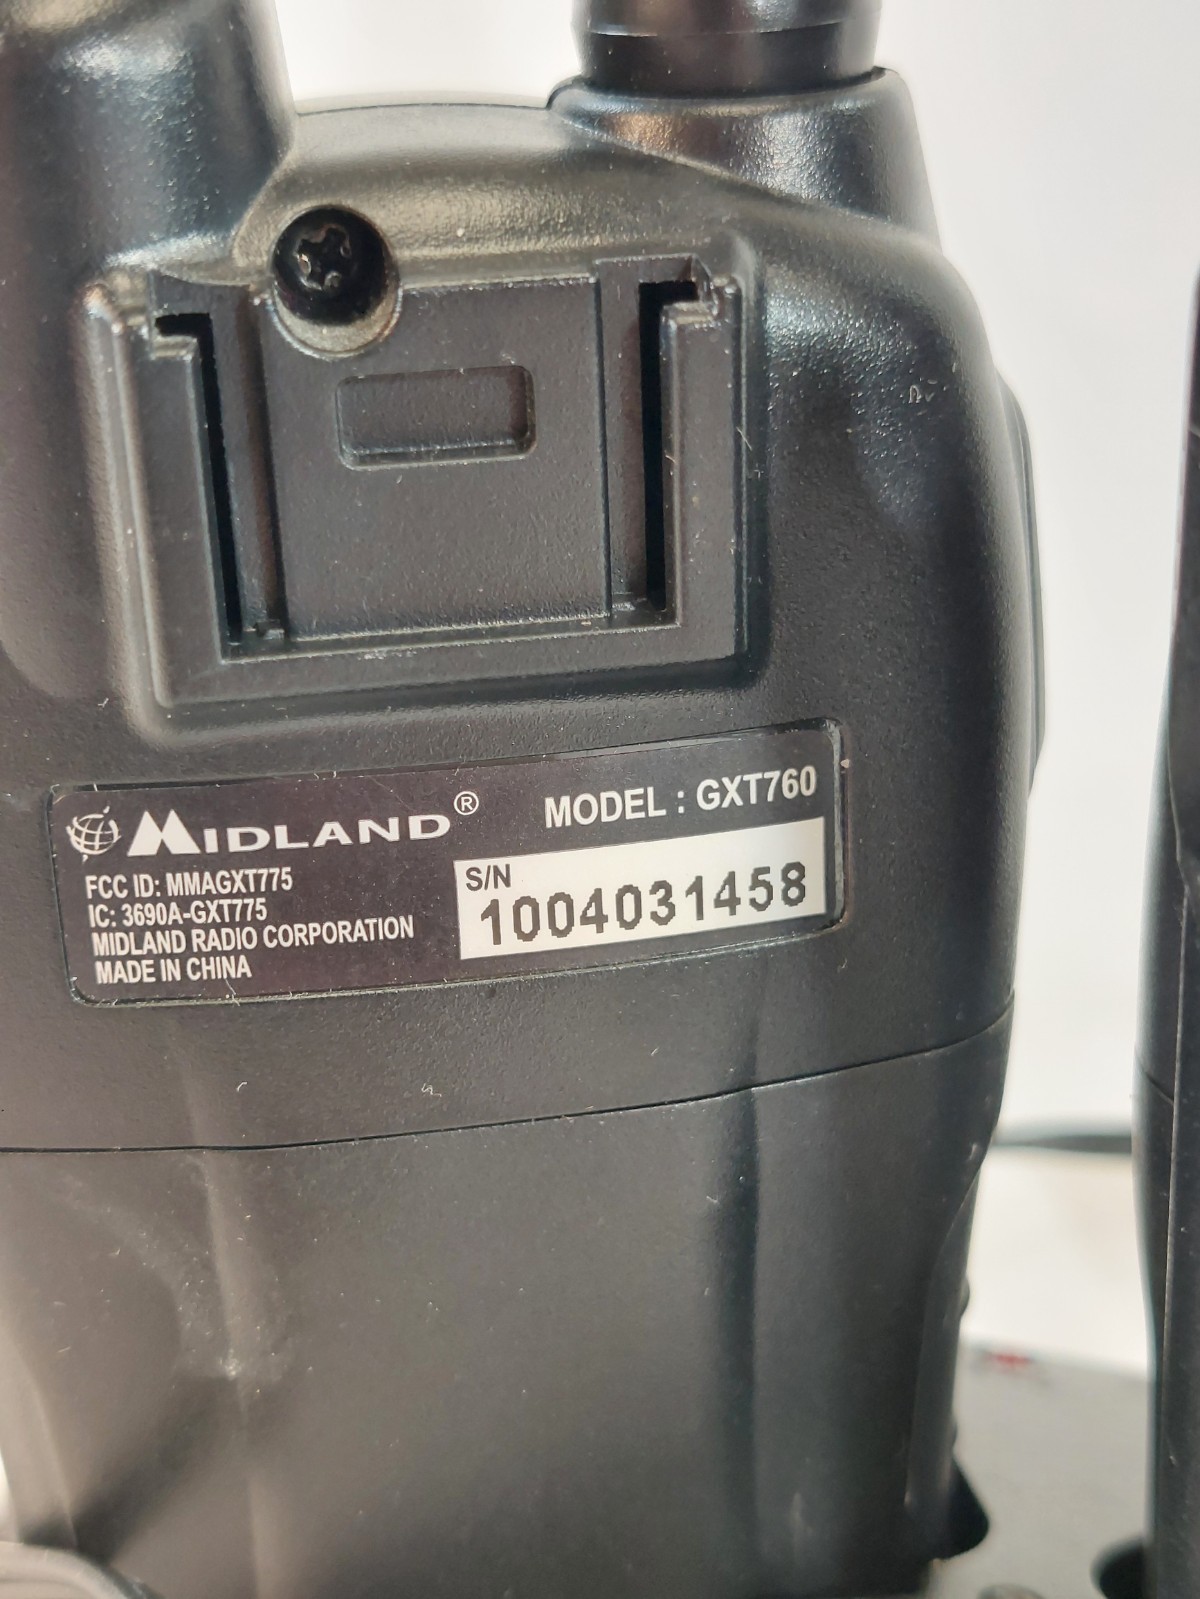 MIDLAND®
MODEL : GXT760
FCC ID: MMAGXT775
IC: 3690A-GXT775
MIDLAND RADIO CORPORATION
MADE IN CHINA
S/N
1004031458